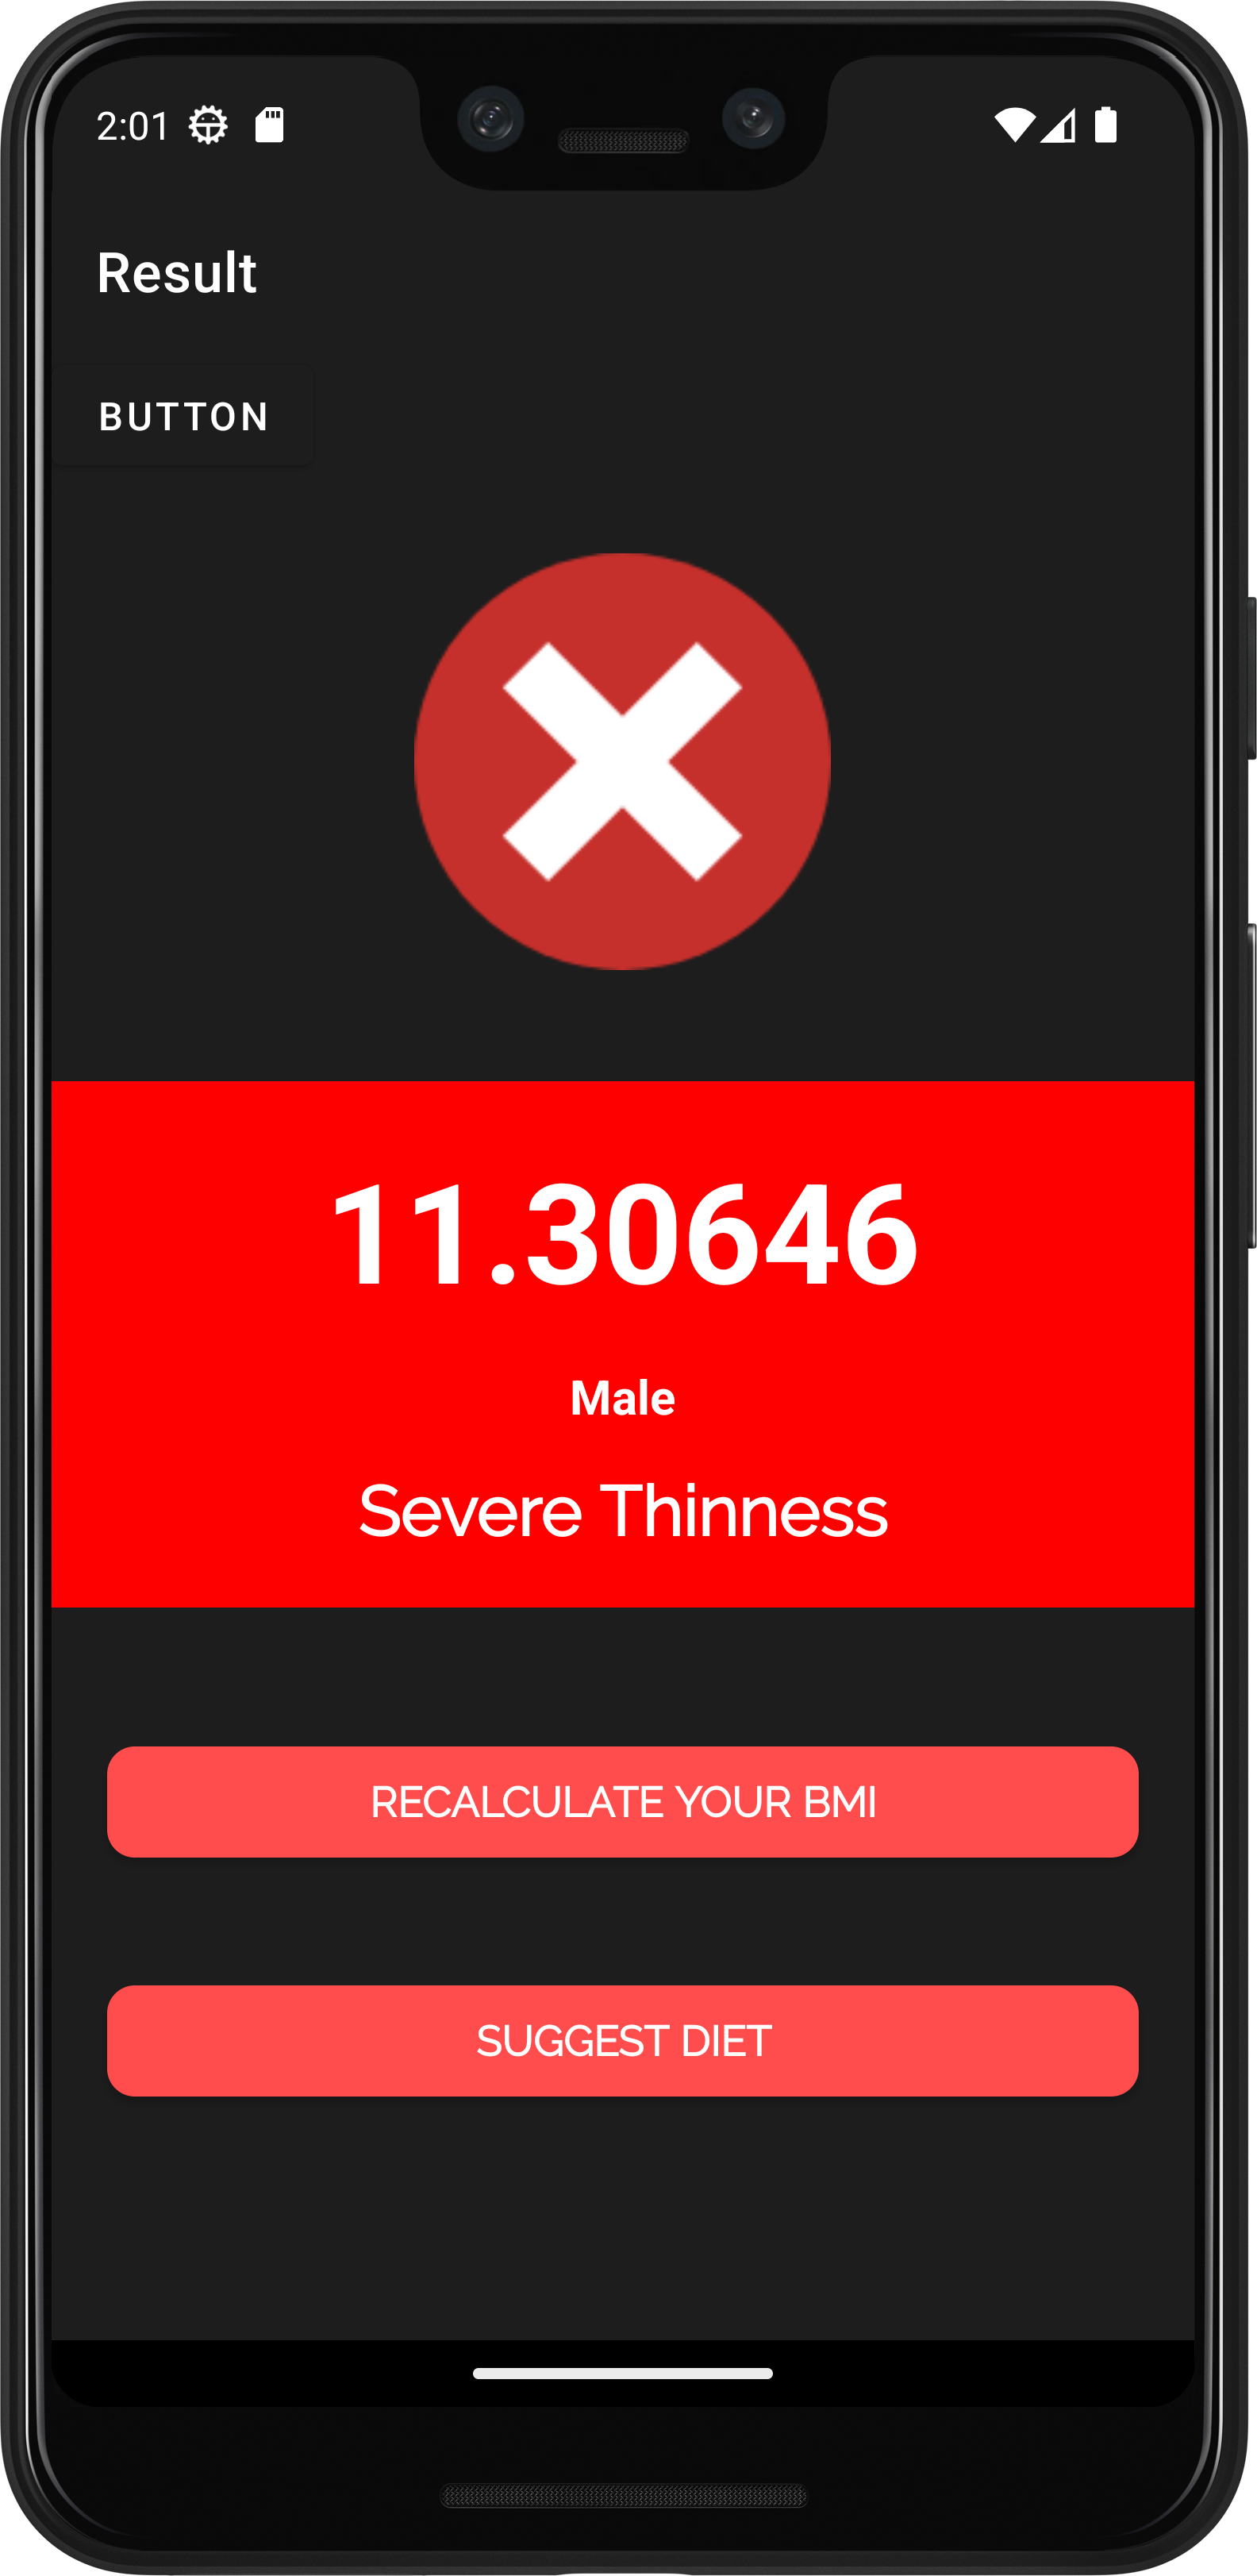 2:01
Result
BUTTON
11.30646
Male
Severe Thinness
RECALCULATE YOUR BMI
SUGGEST DIET